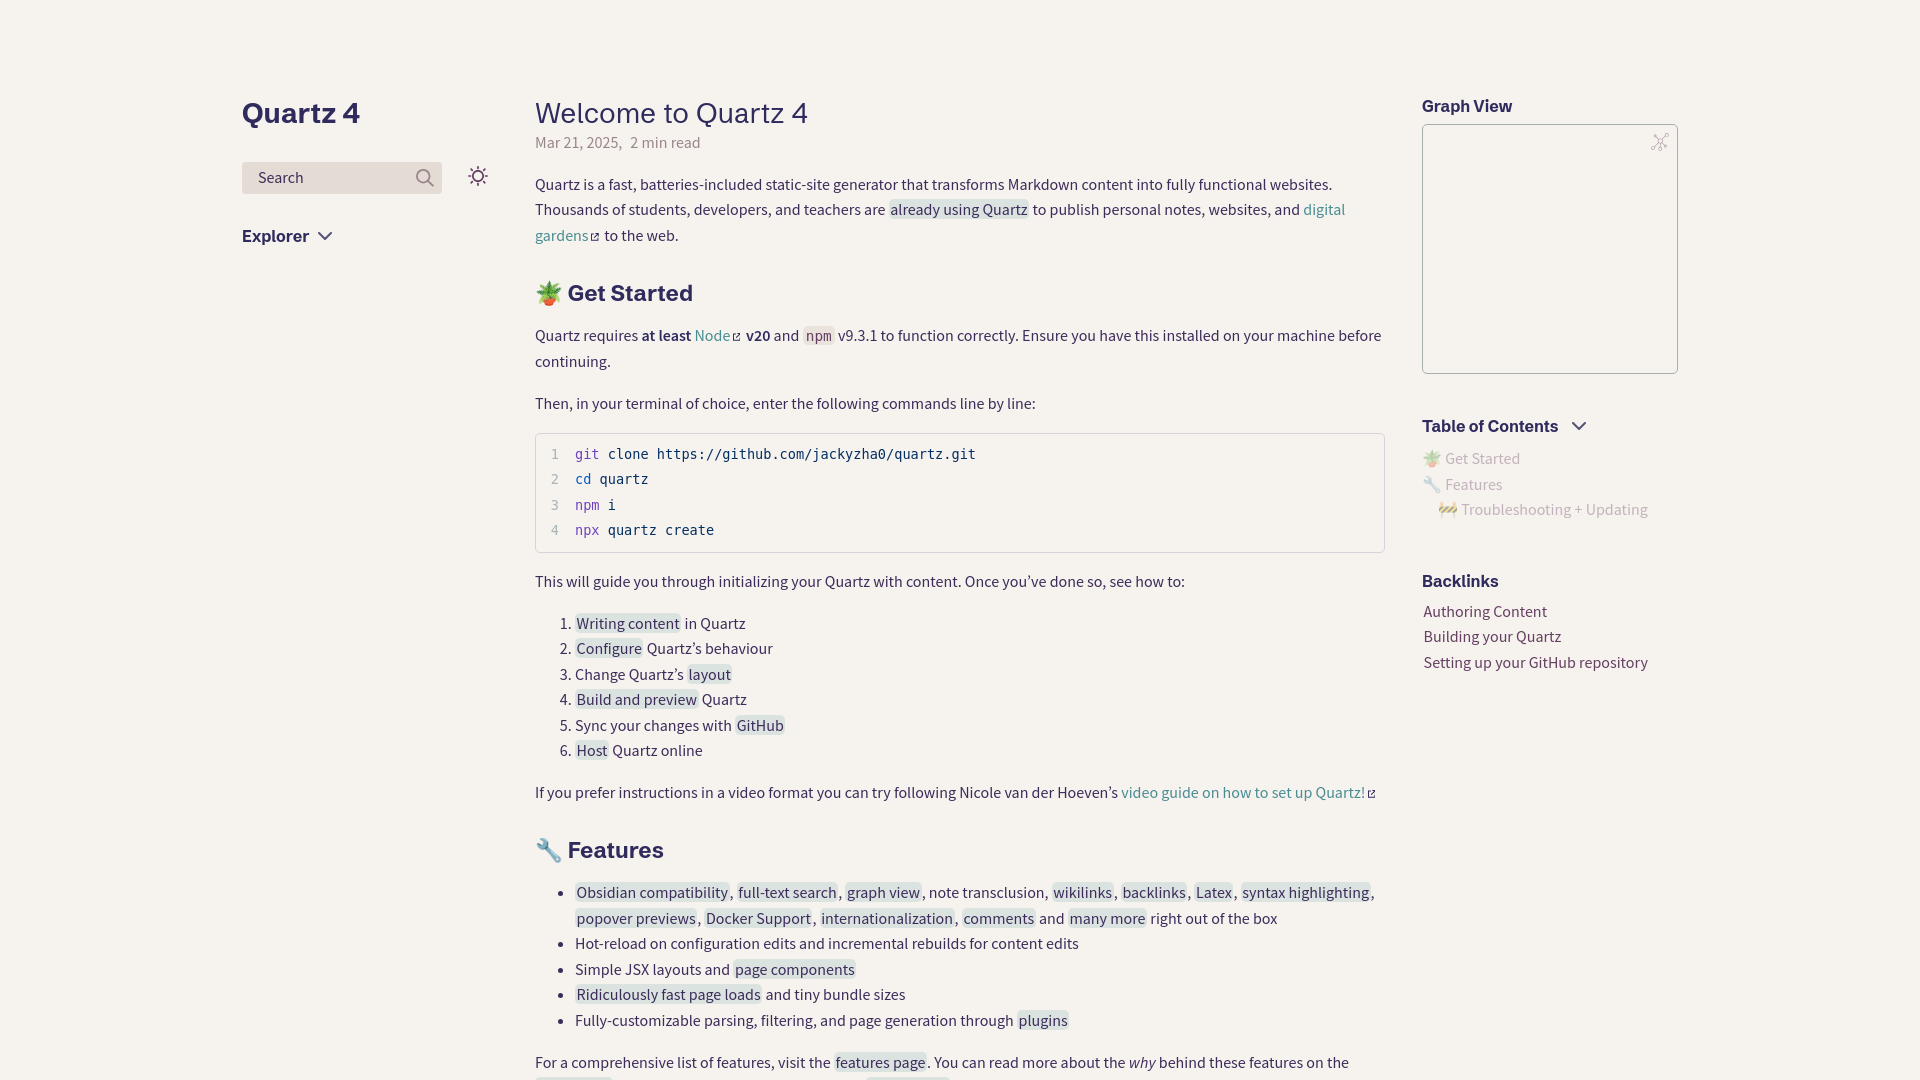 Quartz 4
Search
Explorer
Welcome to Quartz 4
Mar 21, 2025, 2 min read
Quartz is a fast, batteries-included static-site generator that transforms Markdown content into fully functional websites.
Thousands of students, developers, and teachers are already using Quartz to publish personal notes, websites, and digital
gardens to the web.
🪴 Get Started
Quartz requires at least Node v20 and npm v9.3.1 to function correctly. Ensure you have this installed on your machine before
continuing.
Then, in your terminal of choice, enter the following commands line by line:
1 git clone https://github.com/jackyzha0/quartz.git
2 cd quartz
3 npm i
4 npx quartz create
This will guide you through initializing your Quartz with content. Once you’ve done so, see how to:
1. Writing content in Quartz
2. Configure Quartz’s behaviour
3. Change Quartz’s layout
4. Build and preview Quartz
5. Sync your changes with GitHub
6. Host Quartz online
If you prefer instructions in a video format you can try following Nicole van der Hoeven’s video guide on how to set up Quartz!
🔧 Features
• Obsidian compatibility, full-text search, graph view, note transclusion, wikilinks, backlinks, Latex, syntax highlighting,
popover previews, Docker Support, internationalization, comments and many more right out of the box
• Hot-reload on configuration edits and incremental rebuilds for content edits
• Simple JSX layouts and page components
• Ridiculously fast page loads and tiny bundle sizes
• Fully-customizable parsing, filtering, and page generation through plugins
For a comprehensive list of features, visit the features page. You can read more about the why behind these features on the
Graph View
Table of Contents
🪴 Get Started
🔧 Features
🚧 Troubleshooting + Updating
Backlinks
Authoring Content
Building your Quartz
Setting up your GitHub repository